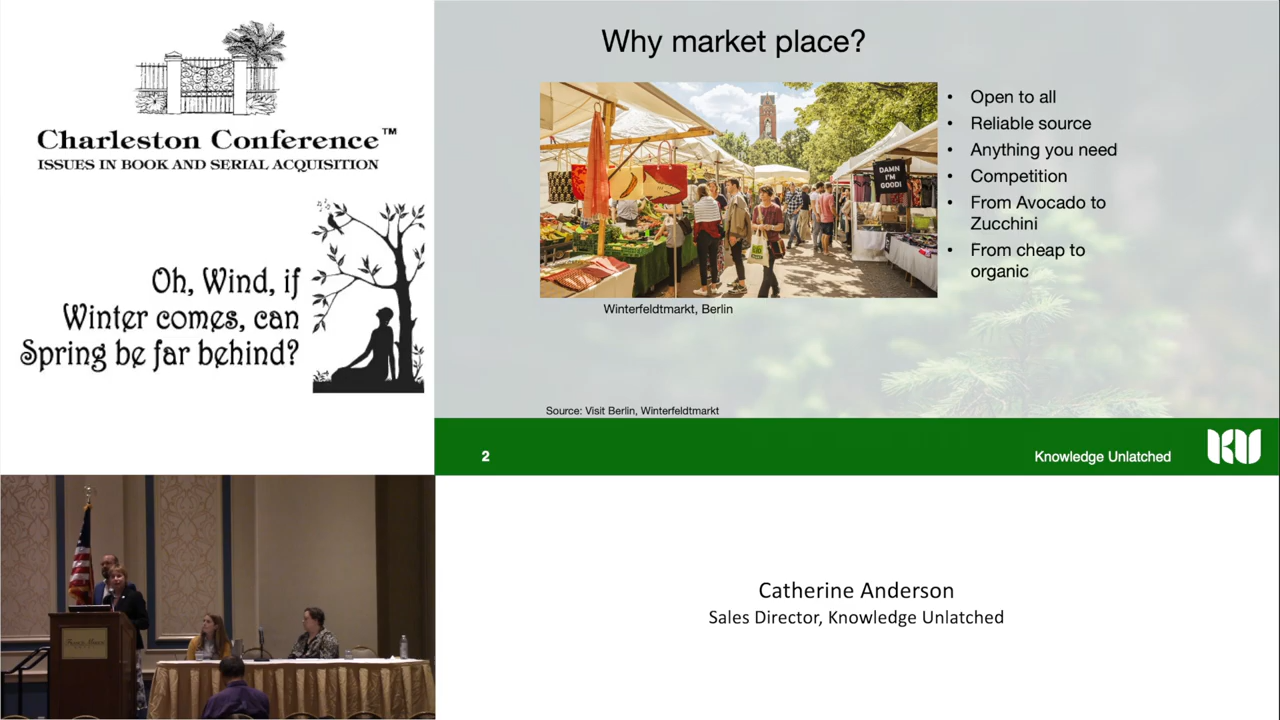 Charleston Conference™
ISSUES IN BOOK AND SERIAL ACQUISITION
Oh, Wind, if
Winter comes, can
Spring be far behind?
Why market place?
DAMN
I'M
GOOD!
Winterfeldtmarkt, Berlin
• Open to all
• Reliable source
• Anything you need
• Competition
• From Avocado to
Zucchini
• From cheap to
organic
Source: Visit Berlin, Winterfeldtmarkt
2
Knowledge Unlatched
KU
Catherine Anderson
Sales Director, Knowledge Unlatched